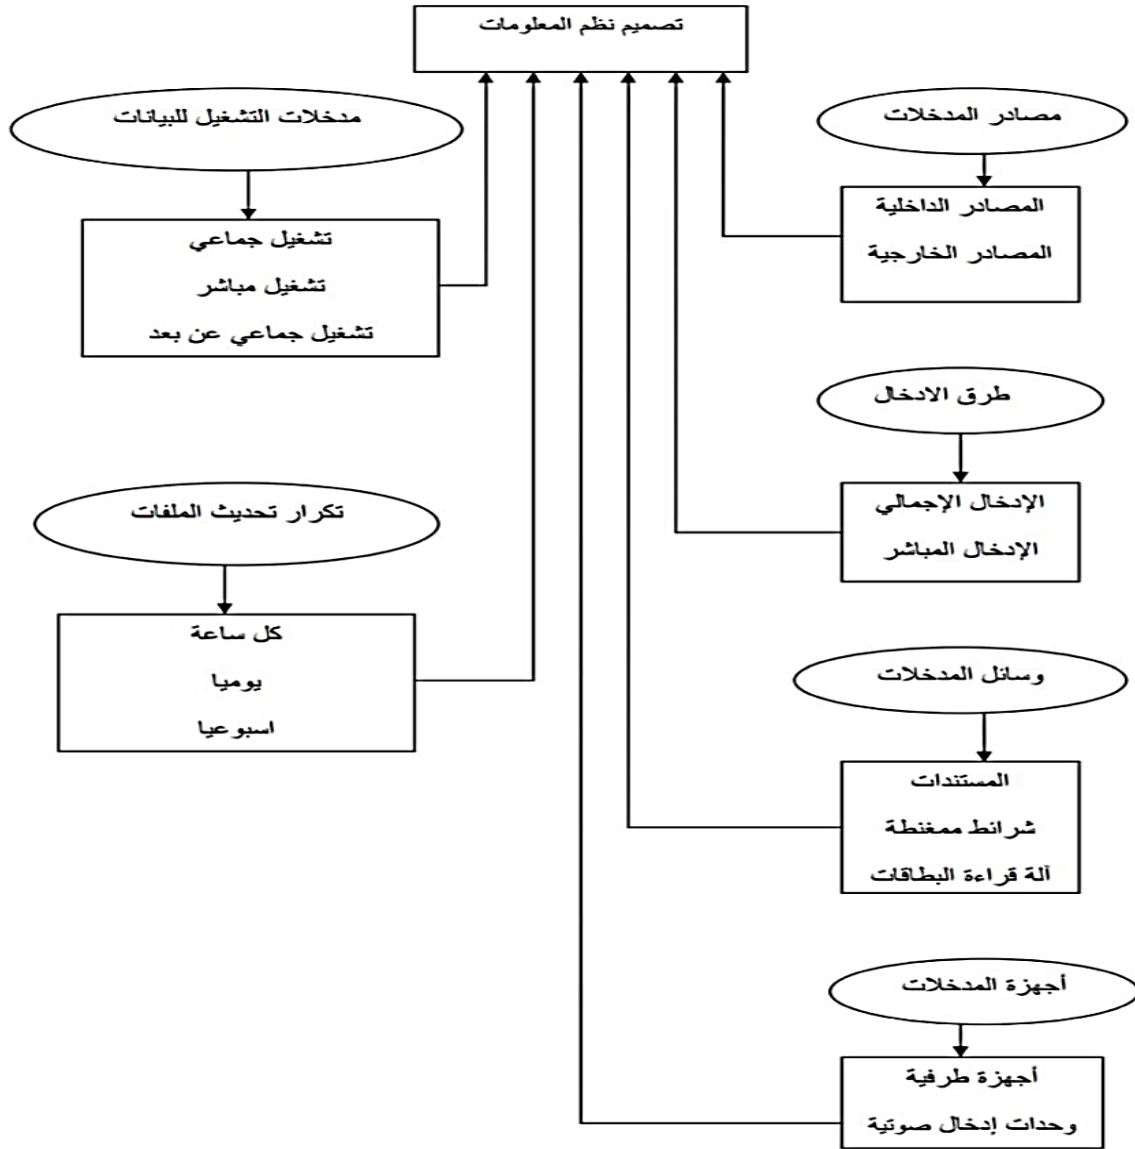 تصميم نظم المعلومات
مصادر المدخلات
المصادر الداخلية
المصادر الخارجية
طرق الادخال
الإدخال الإجمالي
الإدخال المباشر
وسائل المدخلات
المستندات
شرائط ممغنطة
آلة قراءة البطاقات
أجهزة المدخلات
أجهزة طرفية
وحدات إدخال صوتية
مدخلات التشغيل للبيانات
تشغيل جماعي
تشغيل مباشر
تشغيل جماعي عن بعد
تكرار تحديث الملفات
كل ساعة
يوميا
اسبوعيا